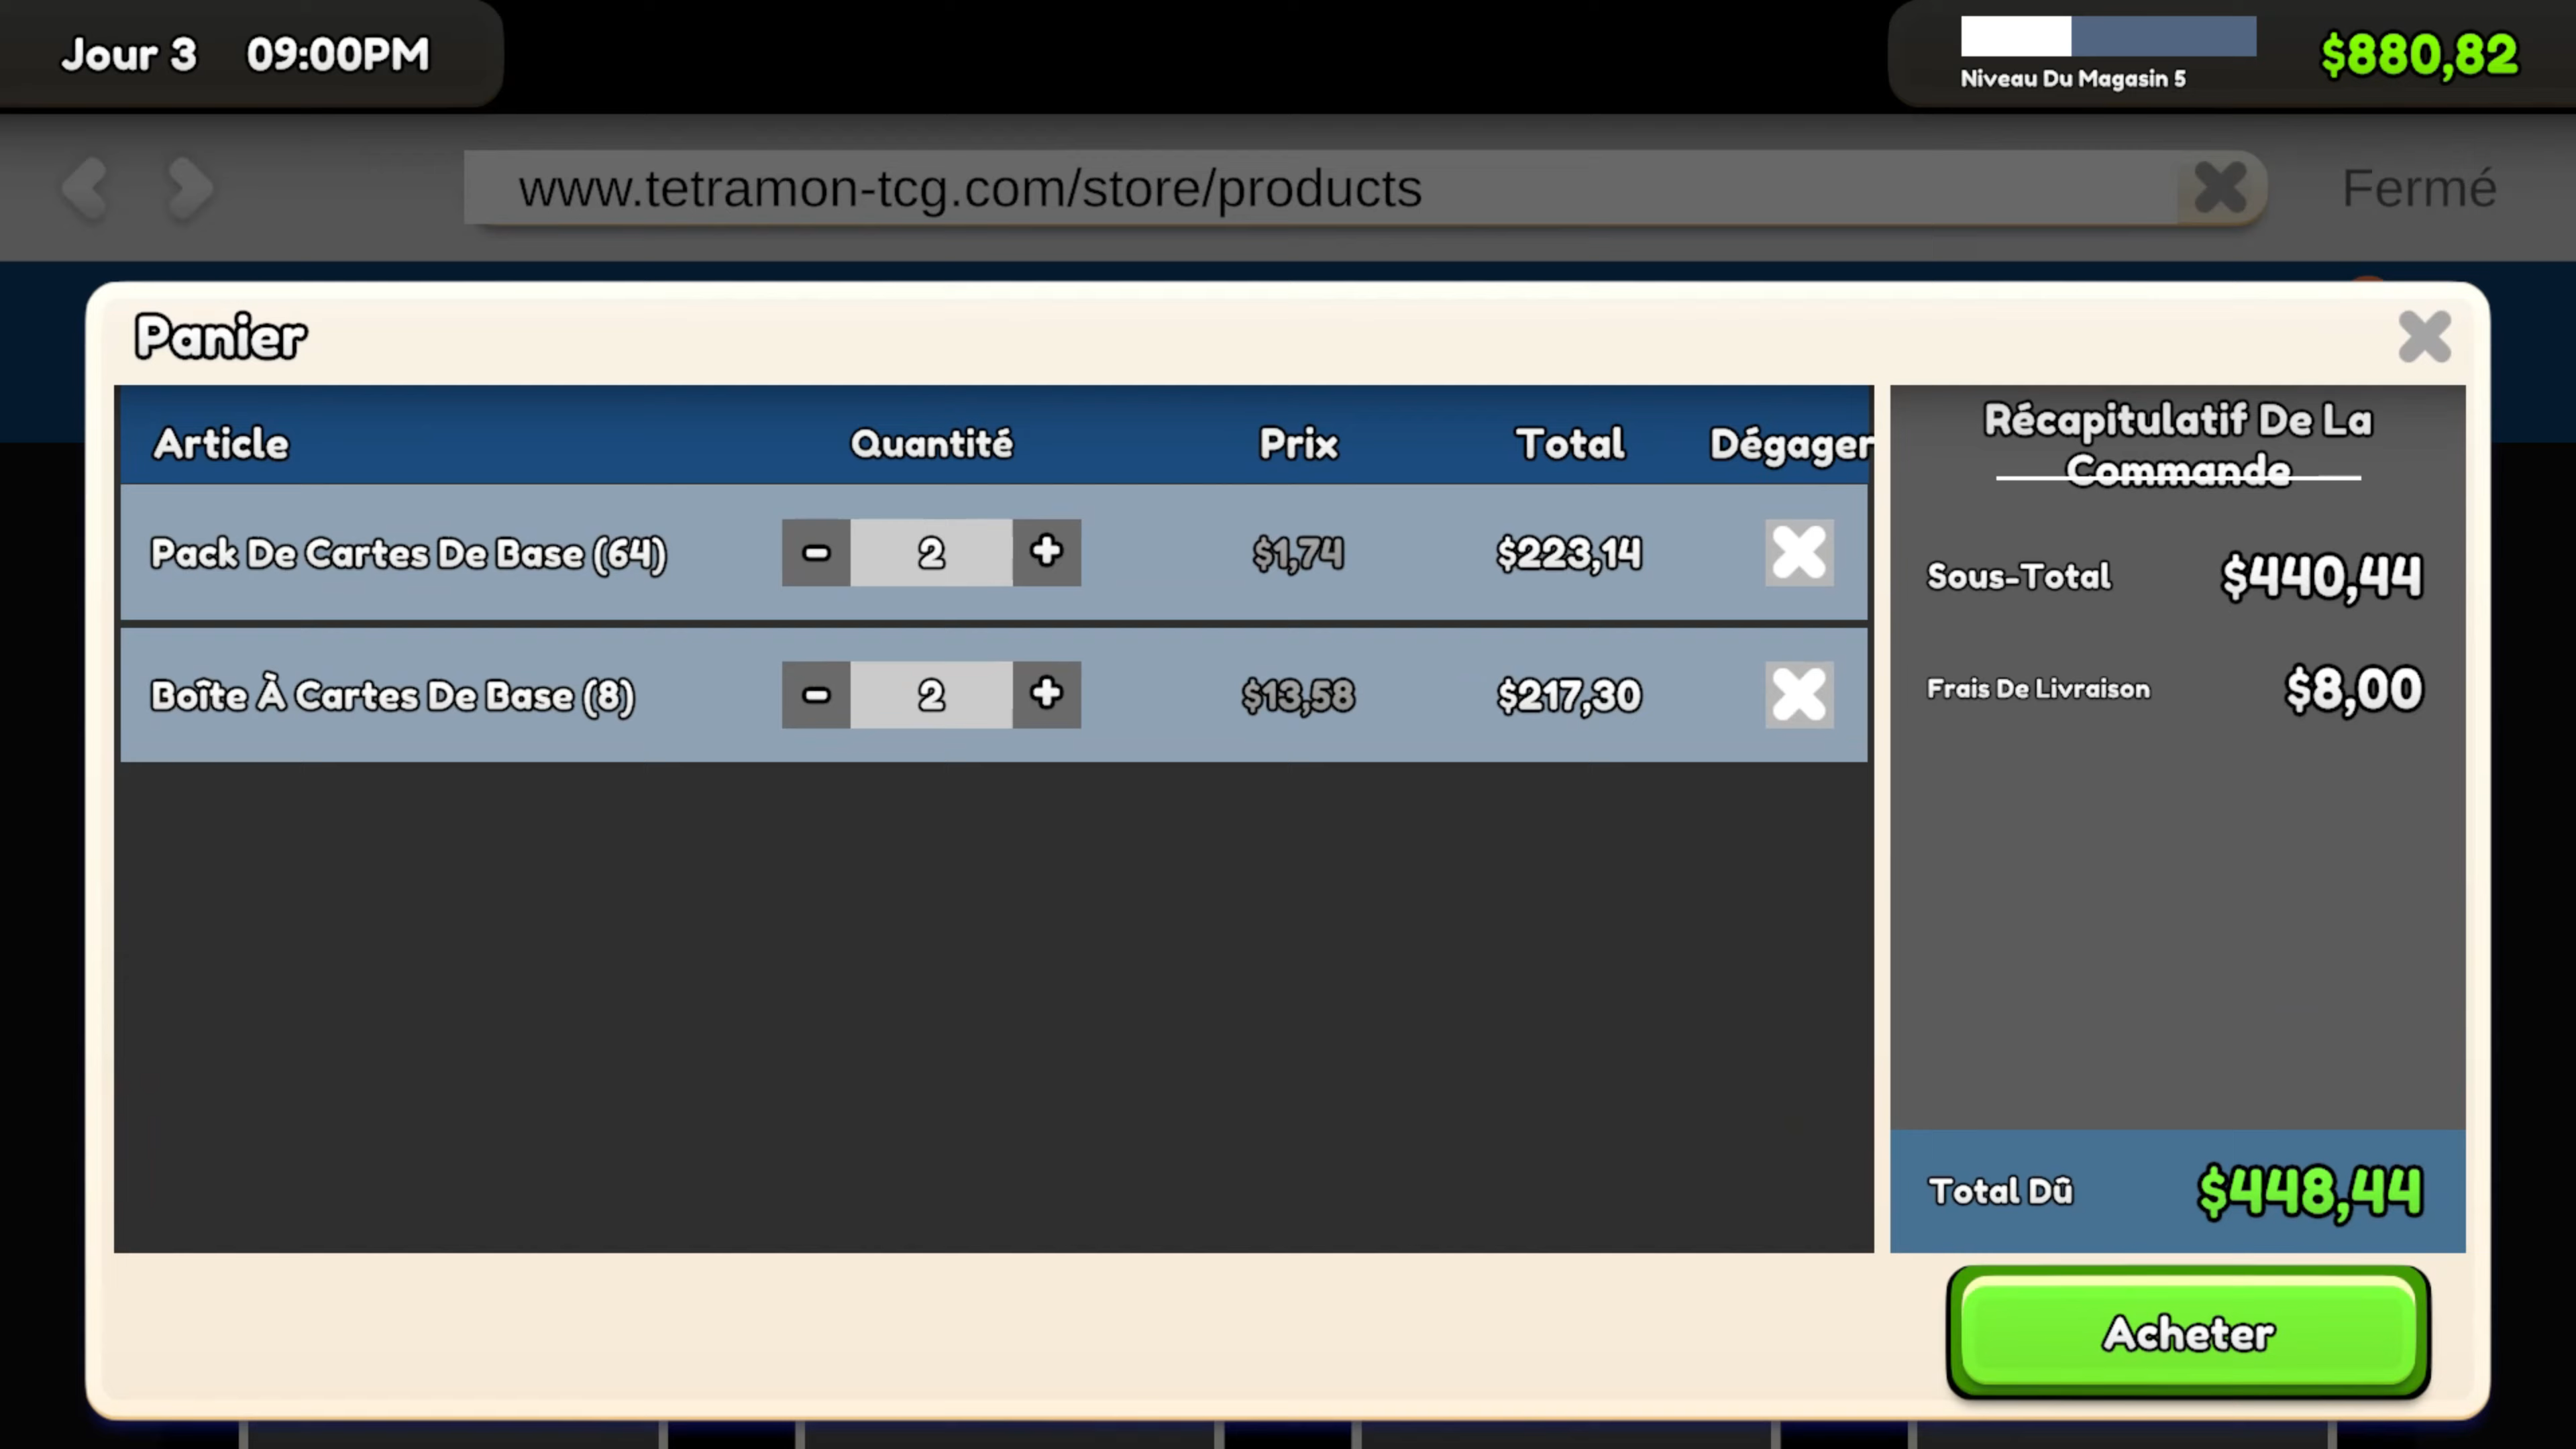 Jour 3 09:00PM
Niveau Du Magasin 5
$880,82
www.tetramon-tcg.com/store/products
Fermé
Panier
Article Quantité Prix Total Dégager
Pack De Cartes De Base (64) - 2 + $1,74 $223,14
Boîte À Cartes De Base (8) - 2 + $13,58 $217,30
Récapitulatif De La
Commande
Sous-Total $440,44
Frais De Livraison $8,00
Total Dû $448,44
Acheter